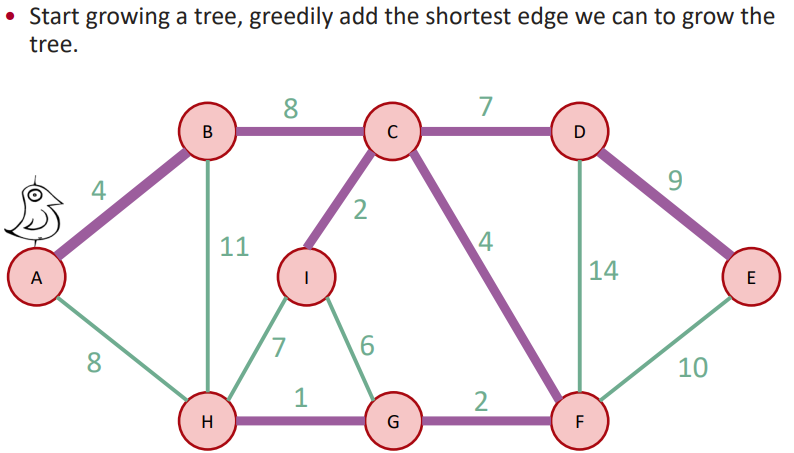 • Start growing a tree, greedily add the shortest edge we can to grow the
tree.
8
7
B
C
D
4
9
2
11
4
14
A
I
E
8
7
6
10
1
2
H
G
F